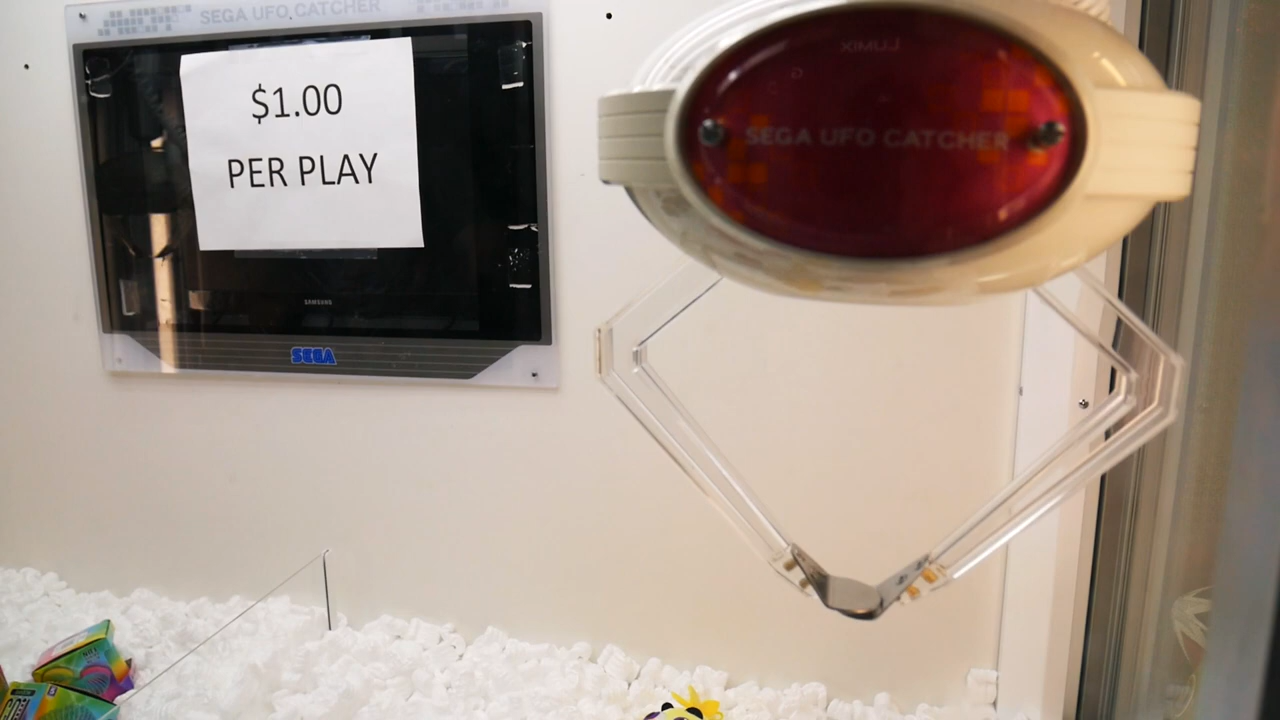 SEGA UFO CATCHER
$1.00
PER PLAY
SAMSUNG
SEGA
LUMIX
SEGA UFO CATCHER